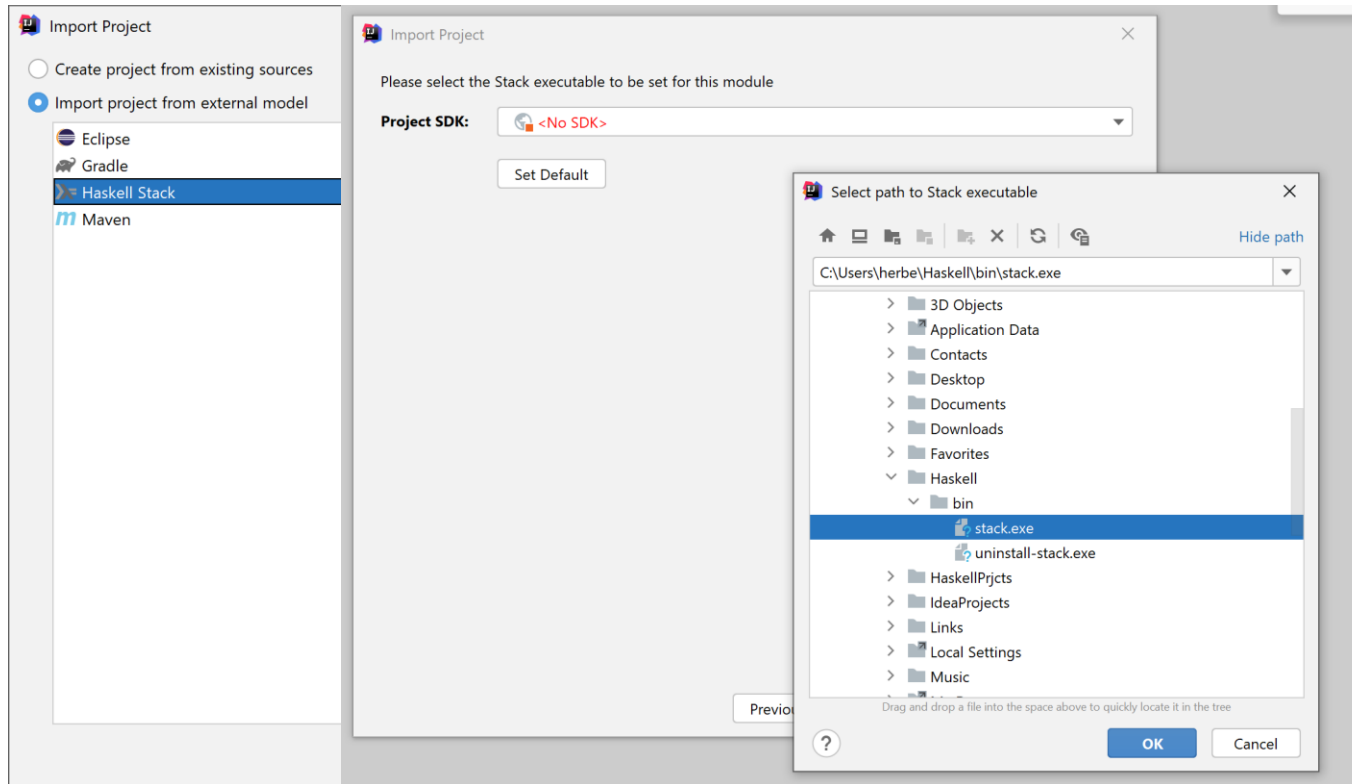 Import Project
Create project from existing sources
Import project from external model
Eclipse
Gradle
Haskell Stack
Maven
Import Project
Please select the Stack executable to be set for this module
Project SDK:
<No SDK>
Set Default
Select path to Stack executable
Hide path
C:\Users\herbe\Haskell\bin\stack.exe
3D Objects
Application Data
Contacts
Desktop
Documents
Downloads
Favorites
Haskell
bin
stack.exe
uninstall-stack.exe
HaskellPrjcts
IdeaProjects
Links
Local Settings
Music
Drag and drop a file into the space above to quickly locate it in the tree
?
OK
Cancel